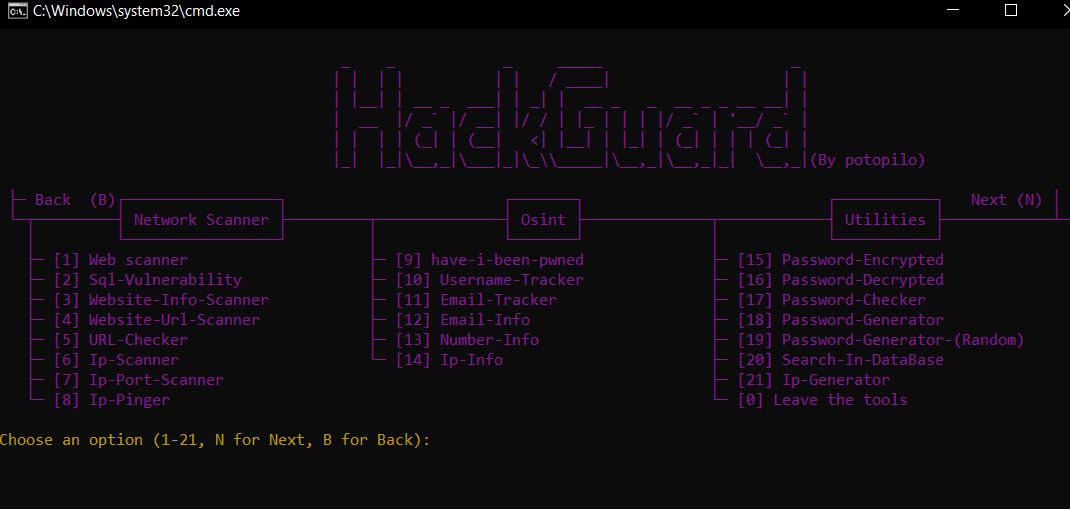 C:\Windows\system32\cmd.exe
HackGuard
(By potopilo)
Back (B)
Next (N)
Network Scanner
Osint
Utilities
[1] Web scanner
[2] Sql-Vulnerability
[3] Website-Info-Scanner
[4] Website-Url-Scanner
[5] URL-Checker
[6] Ip-Scanner
[7] Ip-Port-Scanner
[8] Ip-Pinger
[9] have-i-been-pwned
[10] Username-Tracker
[11] Email-Tracker
[12] Email-Info
[13] Number-Info
[14] Ip-Info
[15] Password-Encrypted
[16] Password-Decrypted
[17] Password-Checker
[18] Password-Generator
[19] Password-Generator-(Random)
[20] Search-In-DataBase
[21] Ip-Generator
[0] Leave the tools
Choose an option (1-21, N for Next, B for Back):